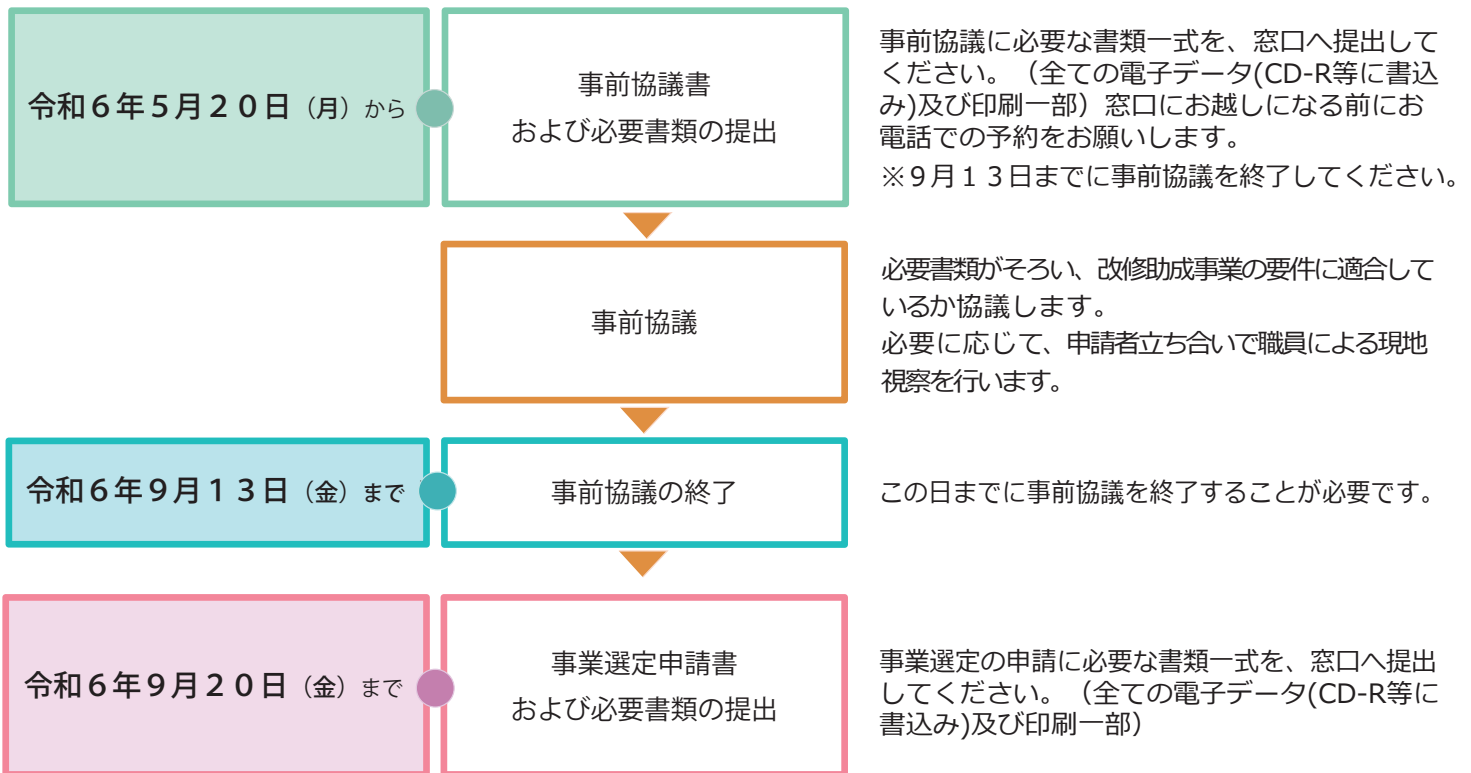 令和６年５月２０日（月）から
事前協議書
および必要書類の提出
事前協議に必要な書類一式を、窓口へ提出して
ください。（全ての電子データ(CD-R等に書込
み)及び印刷一部）窓口にお越しになる前にお
電話での予約をお願いします。
※９月１３日までに事前協議を終了してください。
事前協議
必要書類がそろい、改修助成事業の要件に適合して
いるか協議します。
必要に応じて、申請者立ち合いで職員による現地
視察を行います。
令和６年９月１３日（金）まで
事前協議の終了
この日までに事前協議を終了することが必要です。
令和６年９月２０日（金）まで
事業選定申請書
および必要書類の提出
事業選定の申請に必要な書類一式を、窓口へ提出
してください。（全ての電子データ(CD-R等に
書込み)及び印刷一部）